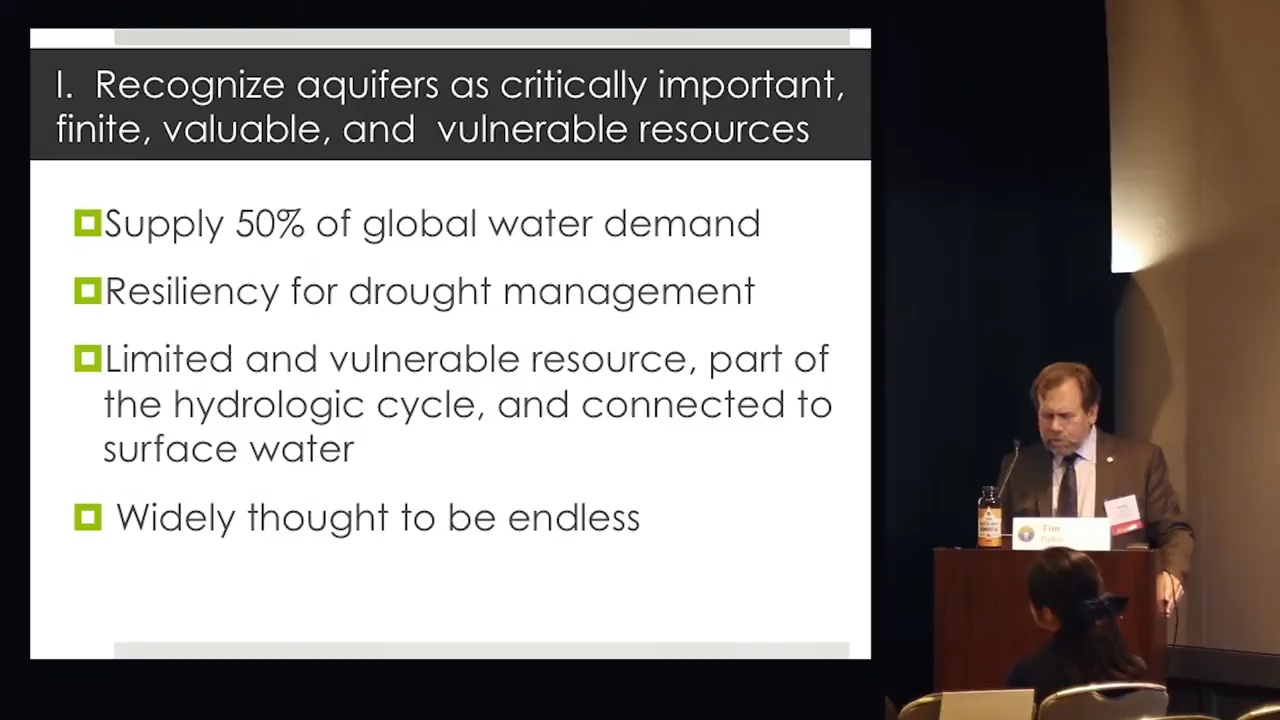 I. Recognize aquifers as critically important,
finite, valuable, and vulnerable resources
Supply 50% of global water demand
Resiliency for drought management
Limited and vulnerable resource, part of
the hydrologic cycle, and connected to
surface water
Widely thought to be endless
Tim